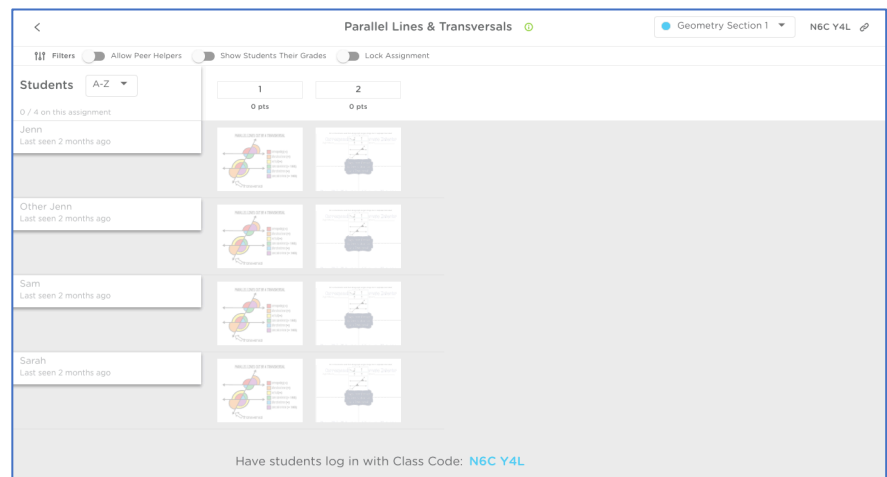 Parallel Lines & Transversals
Geometry Section 1
N6C Y4L
Filters
Allow Peer Helpers
Show Students Their Grades
Lock Assignment
Students
A-Z
1
2
0 / 4 on this assignment
0 pts
0 pts
Jenn
Last seen 2 months ago
Other Jenn
Last seen 2 months ago
Sam
Last seen 2 months ago
Sarah
Last seen 2 months ago
Have students log in with Class Code: N6C Y4L